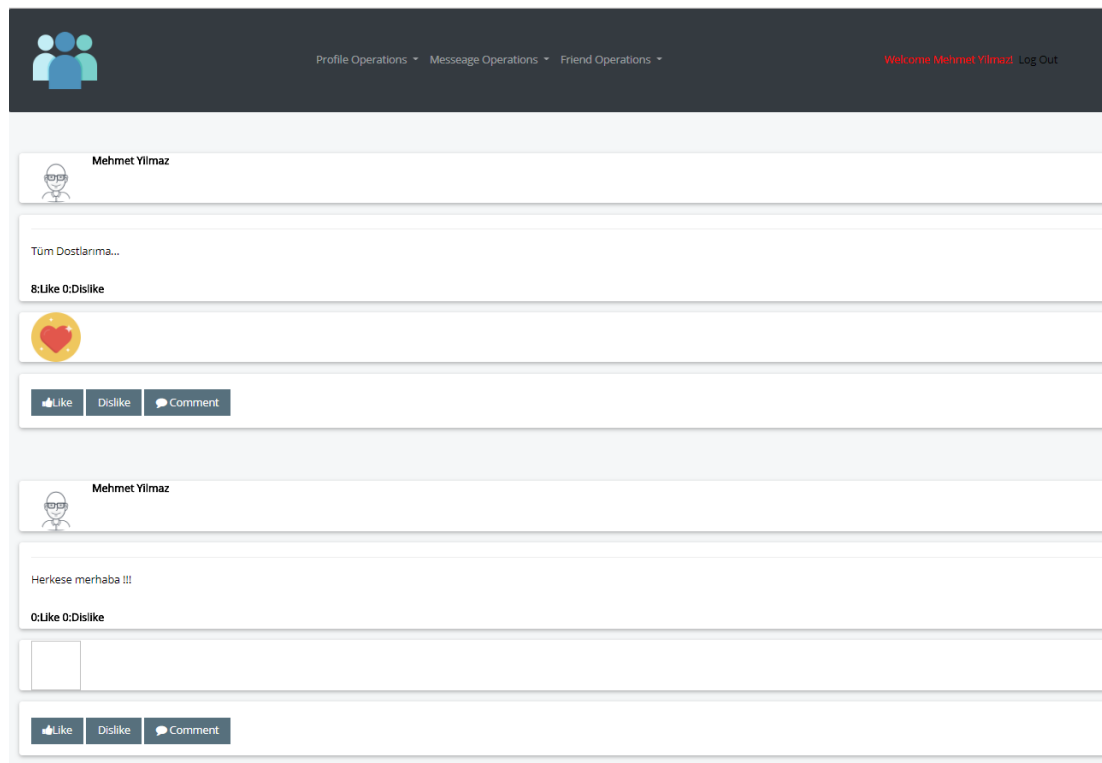 Profile Operations Messeage Operations Friend Operations Welcome Mehmet Yilmaz! Log Out
Mehmet Yilmaz
Tüm Dostlarıma...
8:Like 0:Dislike
Like Dislike Comment
Mehmet Yilmaz
Herkese merhaba !!!
0:Like 0:Dislike
Like Dislike Comment